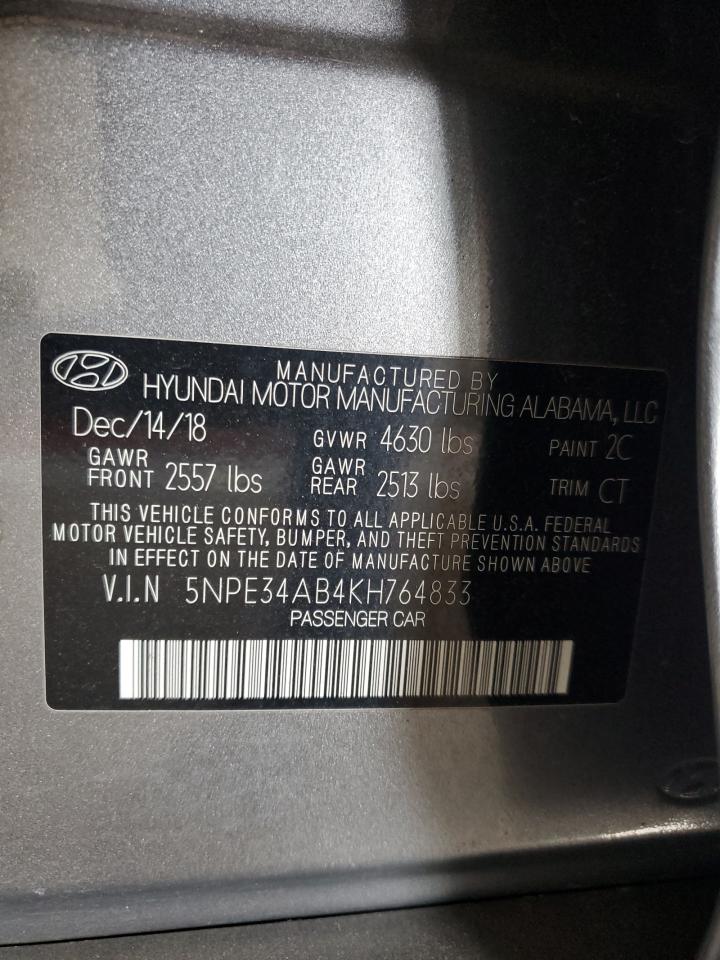 MANUFACTURED BY
HYUNDAI MOTOR MANUFACTURING ALABAMA, LLC
Dec/14/18 GVWR 4630 lbs PAINT 2C
GAWR FRONT 2557 lbs GAWR REAR 2513 lbs TRIM CT
THIS VEHICLE CONFORMS TO ALL APPLICABLE U.S.A. FEDERAL
MOTOR VEHICLE SAFETY, BUMPER, AND THEFT PREVENTION STANDARDS
IN EFFECT ON THE DATE OF MANUFACTURE SHOWN ABOVE
V.I.N 5NPE34AB4KH764833
PASSENGER CAR